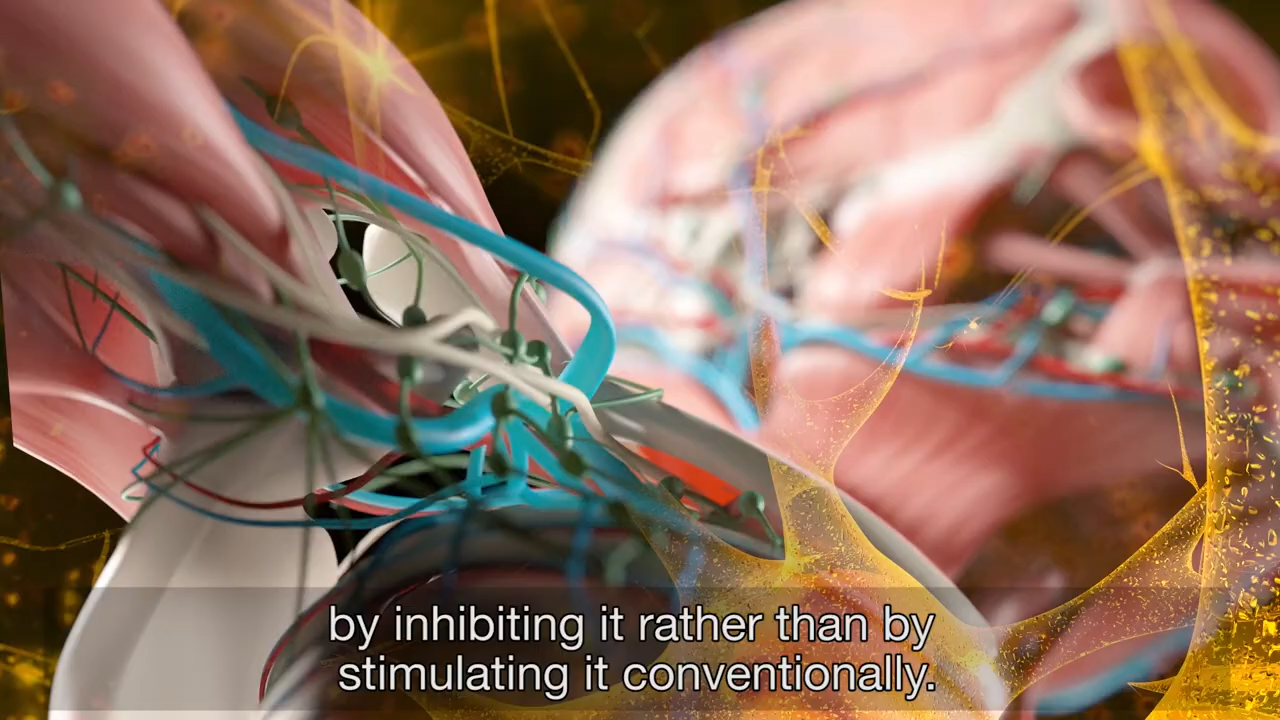 by inhibiting it rather than by
stimulating it conventionally.